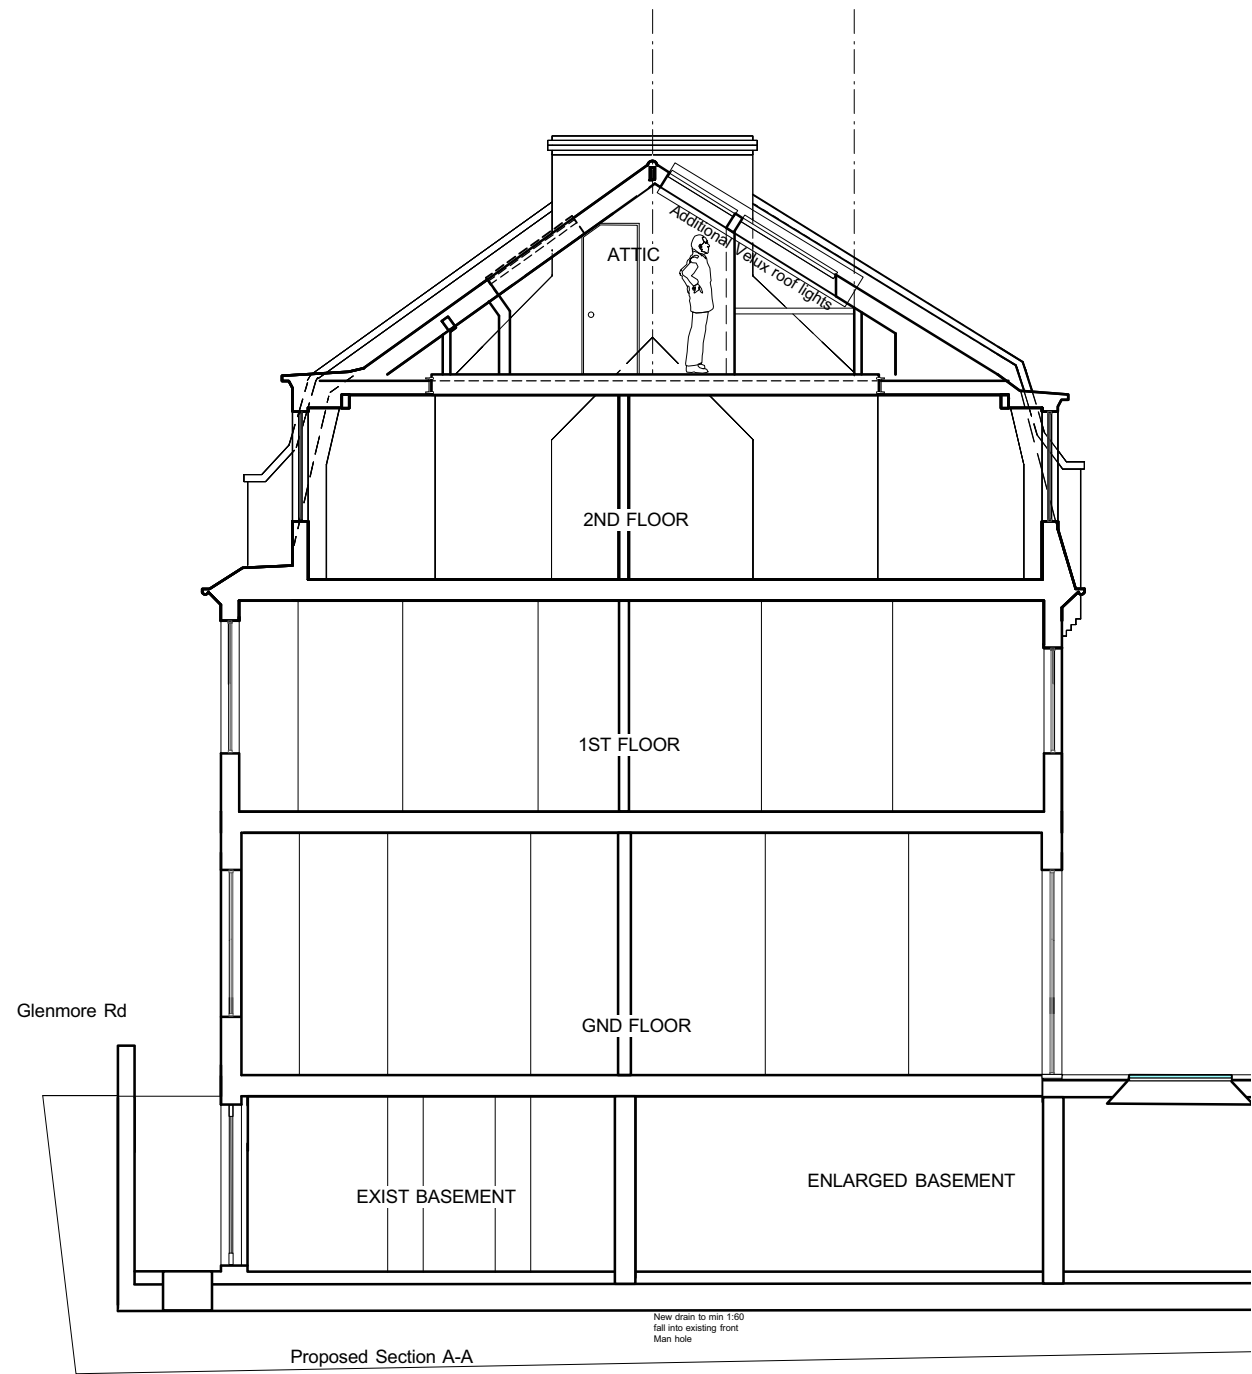 ATTIC
Additional Velux roof lights
2ND FLOOR
1ST FLOOR
Glenmore Rd
GND FLOOR
EXIST BASEMENT
ENLARGED BASEMENT
New drain to min 1:60
fall into existing front
Man hole
Proposed Section A-A